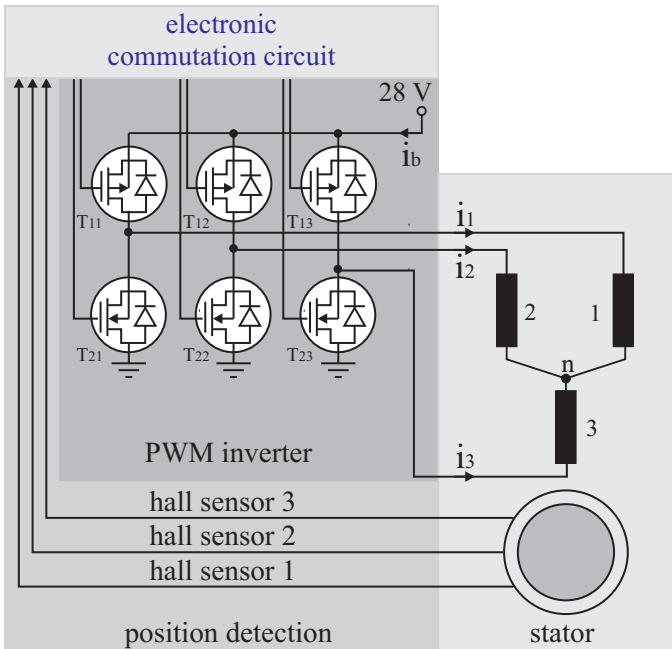 electronic
commutation circuit
28 V
ib
T11
T12
T13
i1
i2
2
1
T21
T22
T23
n
3
PWM inverter
i3
hall sensor 3
hall sensor 2
hall sensor 1
position detection
stator